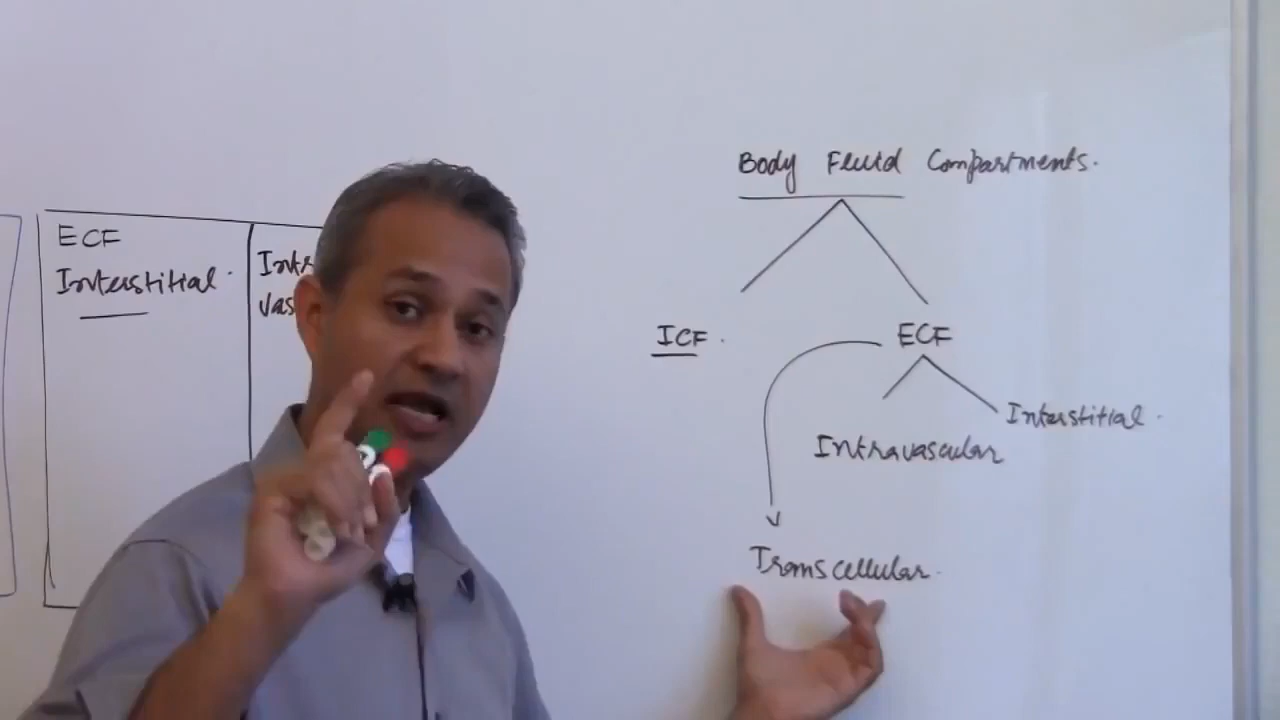 ECF
Interstitial.
Body Fluid Compartments.
ICF.
ECF
Interstitial.
Intravascular
Transcellular.